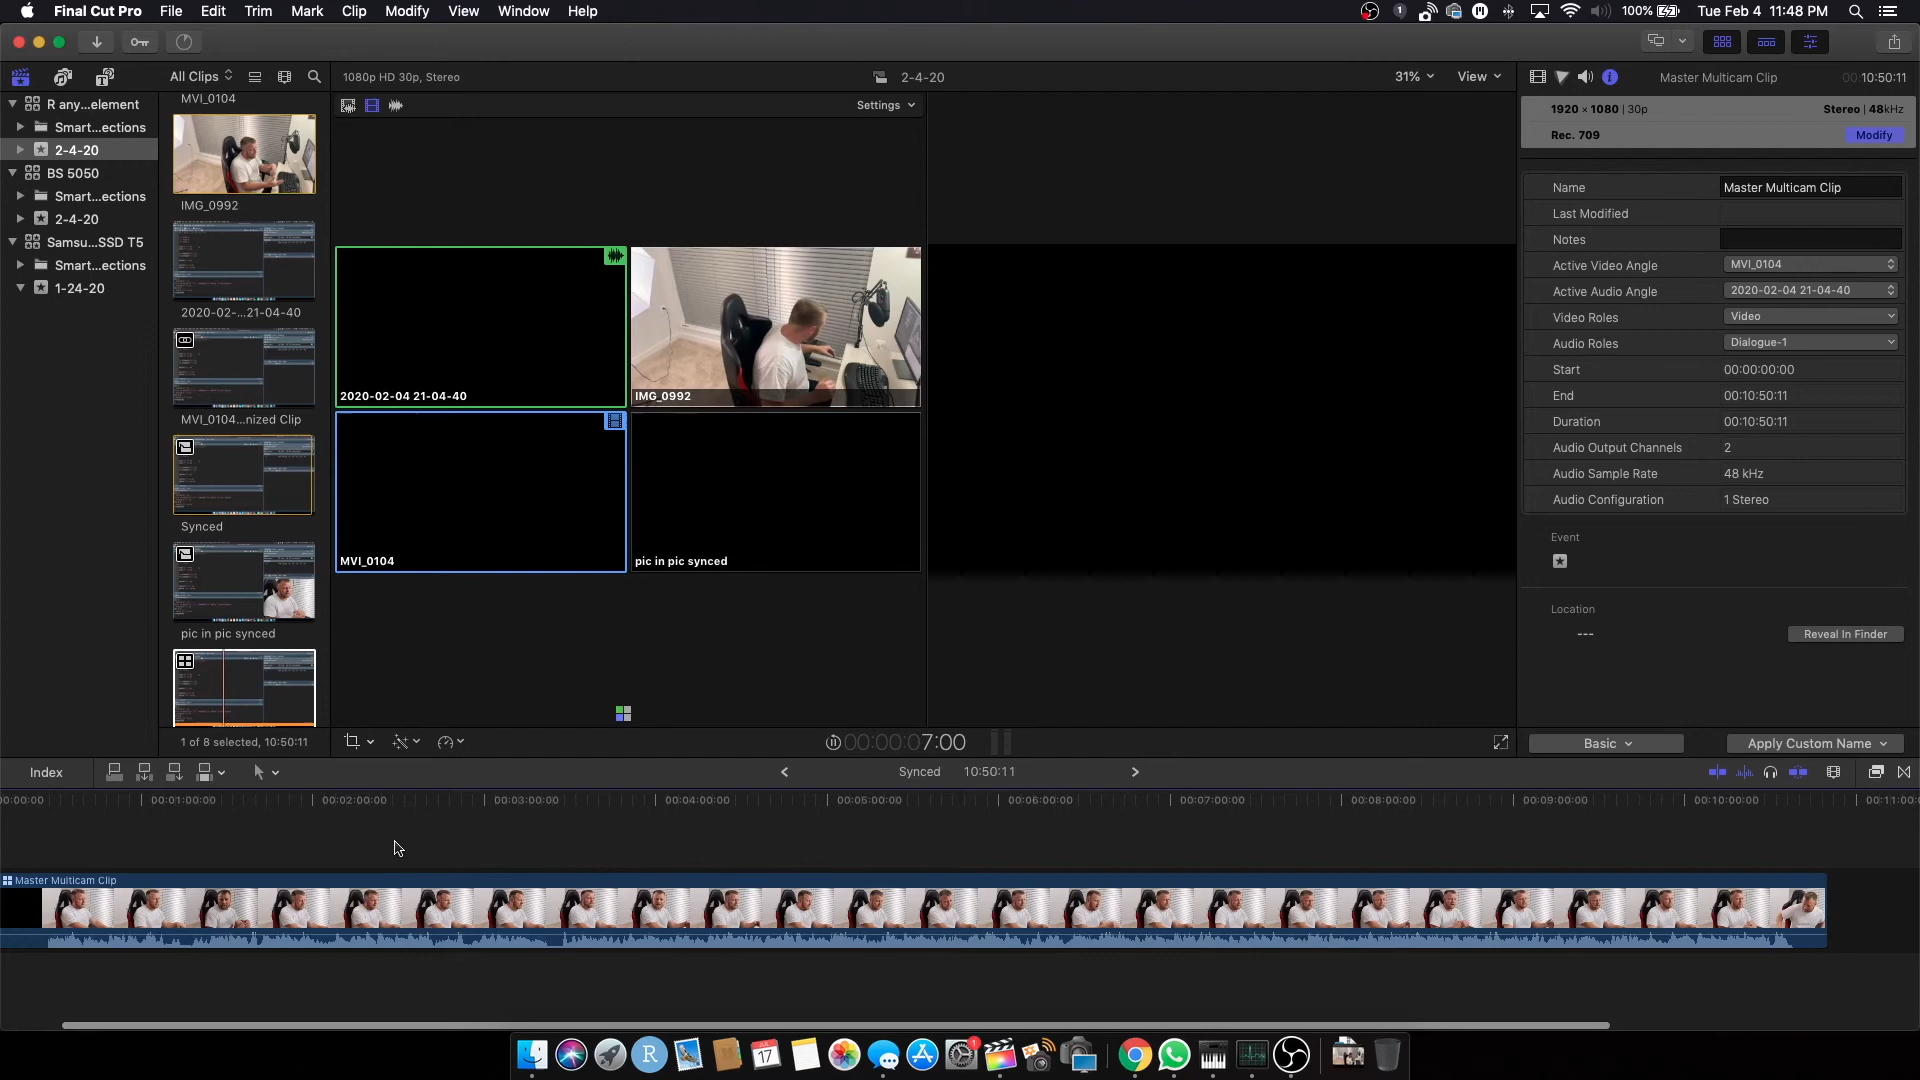 Final Cut Pro File Edit Trim Mark Clip Modify View Window Help
1 100% Tue Feb 4 11:48 PM
All Clips
1080p HD 30p, Stereo
2-4-20
31% View
Master Multicam Clip 00:10:50:11
R any...element
Smart...ections
2-4-20
BS 5050
Smart...ections
2-4-20
Samsu...SSD T5
Smart...ections
1-24-20
MVI_0104
IMG_0992
2020-02-...21-04-40
MVI_0104...nized Clip
Synced
pic in pic synced
1 of 8 selected, 10:50:11
Settings
2020-02-04 21-04-40
IMG_0992
MVI_0104
pic in pic synced
00:00:07:00
1920 × 1080 | 30p Stereo | 48kHz
Rec. 709 Modify
Name Master Multicam Clip
Last Modified
Notes
Active Video Angle MVI_0104
Active Audio Angle 2020-02-04 21-04-40
Video Roles Video
Audio Roles Dialogue-1
Start 00:00:00:00
End 00:10:50:11
Duration 00:10:50:11
Audio Output Channels 2
Audio Sample Rate 48 kHz
Audio Configuration 1 Stereo
Event
Location
--- Reveal In Finder
Basic Apply Custom Name
Index
Synced 10:50:11
0:00:00:00 00:01:00:00 00:02:00:00 00:03:00:00 00:04:00:00 00:05:00:00 00:06:00:00 00:07:00:00 00:08:00:00 00:09:00:00 00:10:00:00 00:11:00:
Master Multicam Clip
R
17
1